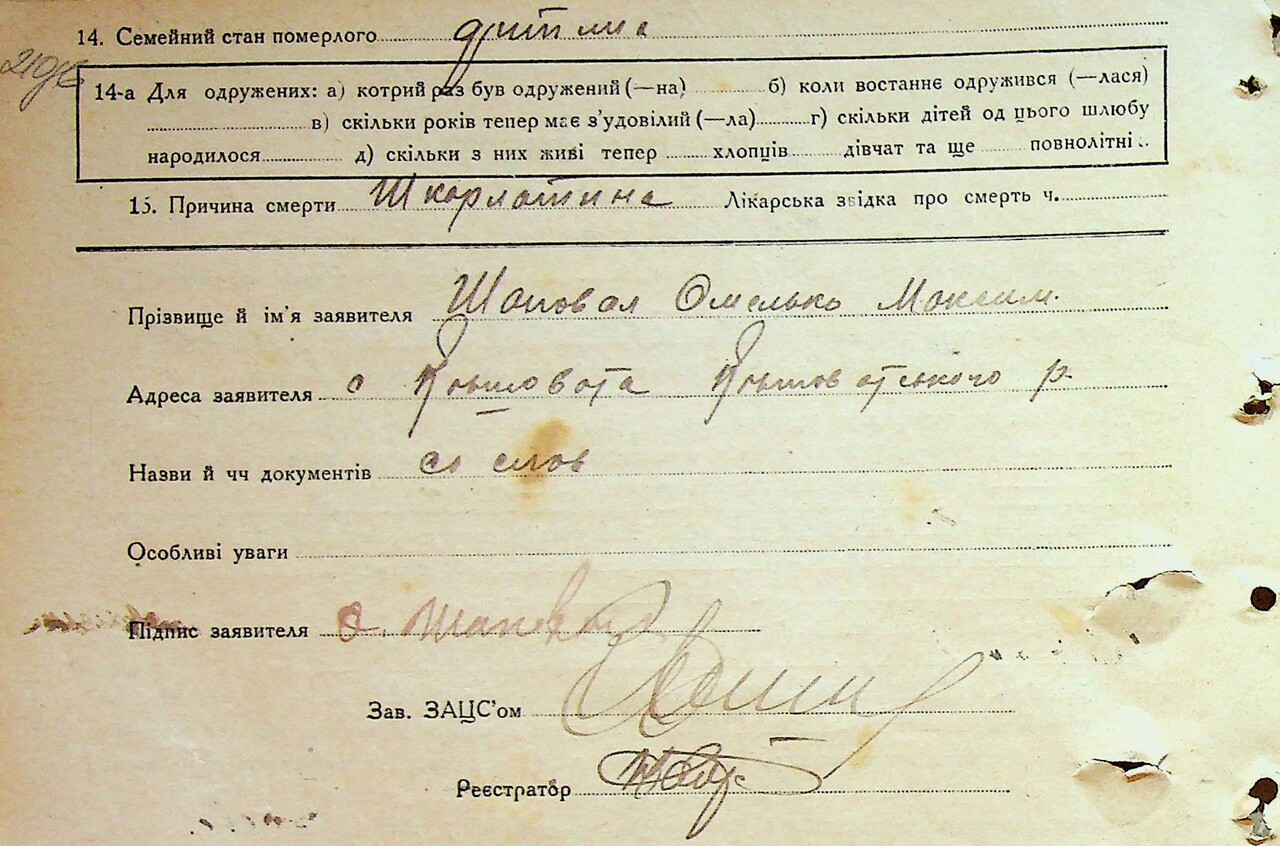 14. Семейний стан померлого дитина
14-а Для одружених: а) котрий раз був одружений (—на) б) коли востаннє одружився (—лася)
в) скільки років тепер має з'удовілий (—ла) г) скільки дітей од цього шлюбу
народилося д) скільки з них живі тепер хлопців дівчат та ще повнолітні
15. Причина смерти Шкорлатина Лікарська звідка про смерть ч.
Прізвище й ім'я заявителя Шаповал Омелько Максим.
Адреса заявителя с р.
Назви й чч документів со слов
Особливі уваги
Підпис заявителя О. Шаповал
Зав. ЗАЦС'ом
Реєстратор